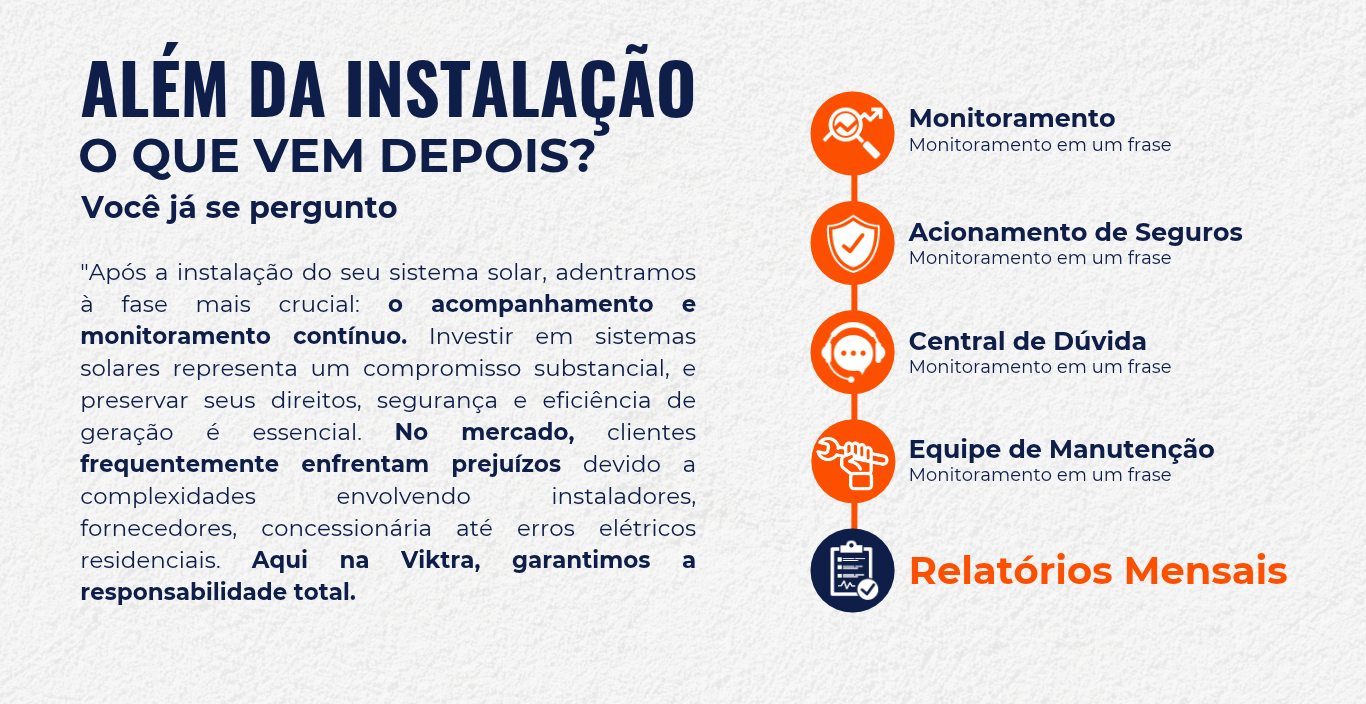 ALÉM DA INSTALAÇÃO
O QUE VEM DEPOIS?
Você já se pergunto
"Após a instalação do seu sistema solar, adentramos
à fase mais crucial: o acompanhamento e
monitoramento contínuo. Investir em sistemas
solares representa um compromisso substancial, e
preservar seus direitos, segurança e eficiência de
geração é essencial. No mercado, clientes
frequentemente enfrentam prejuízos devido a
complexidades envolvendo instaladores,
fornecedores, concessionária até erros elétricos
residenciais. Aqui na Viktra, garantimos a
responsabilidade total.
Monitoramento
Monitoramento em um frase
Acionamento de Seguros
Monitoramento em um frase
Central de Dúvida
Monitoramento em um frase
Equipe de Manutenção
Monitoramento em um frase
Relatórios Mensais